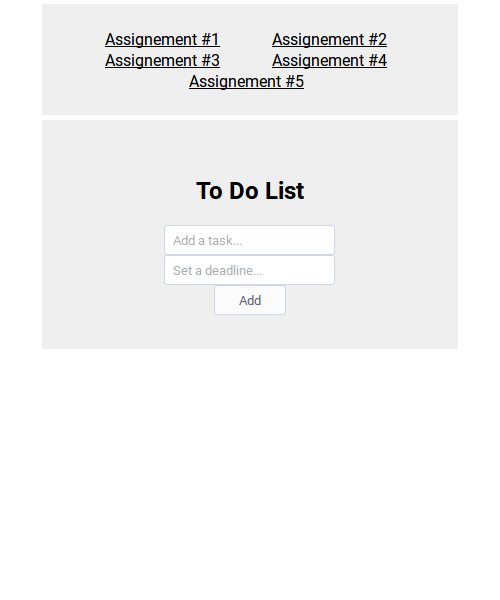 Assignement #1 Assignement #2
Assignement #3 Assignement #4
Assignement #5
To Do List
Add a task...
Set a deadline...
Add